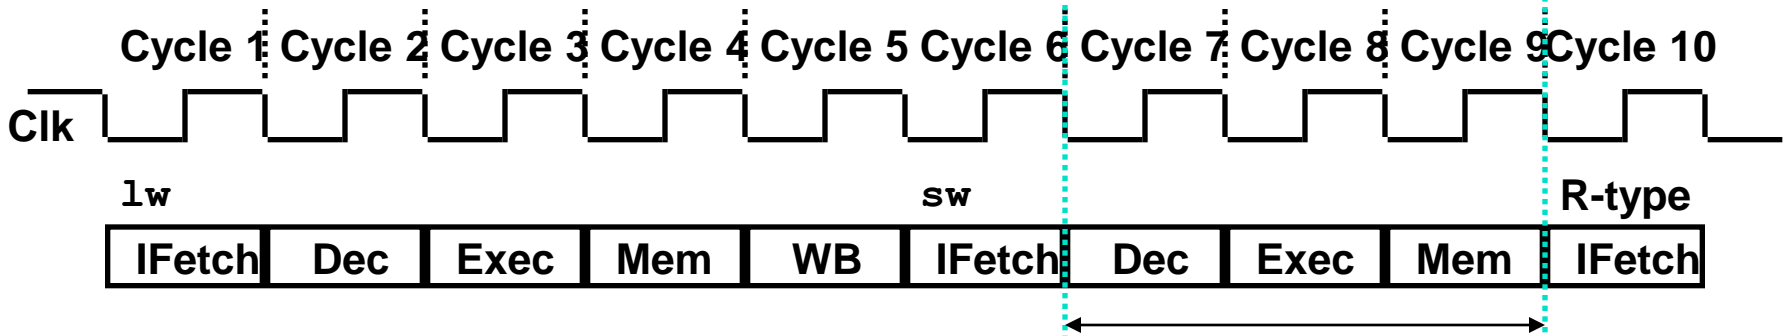 Cycle 1 Cycle 2 Cycle 3 Cycle 4 Cycle 5 Cycle 6 Cycle 7 Cycle 8 Cycle 9 Cycle 10
Clk
lw sw R-type
IFetch Dec Exec Mem WB IFetch Dec Exec Mem IFetch